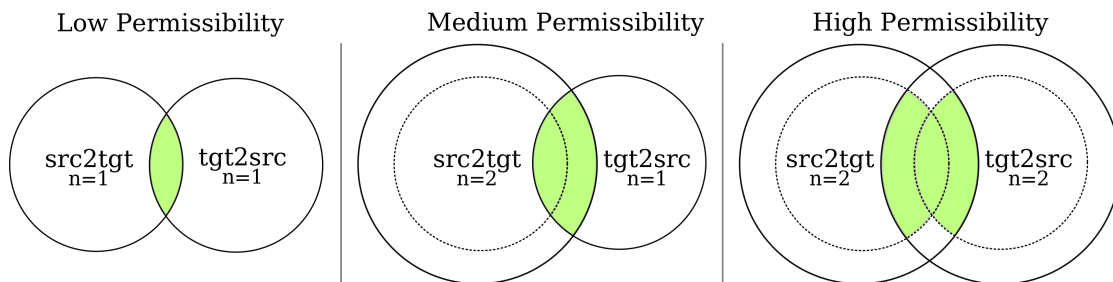 Low Permissibility
src2tgt
n=1
tgt2src
n=1
Medium Permissibility
src2tgt
n=2
tgt2src
n=1
High Permissibility
src2tgt
n=2
tgt2src
n=2